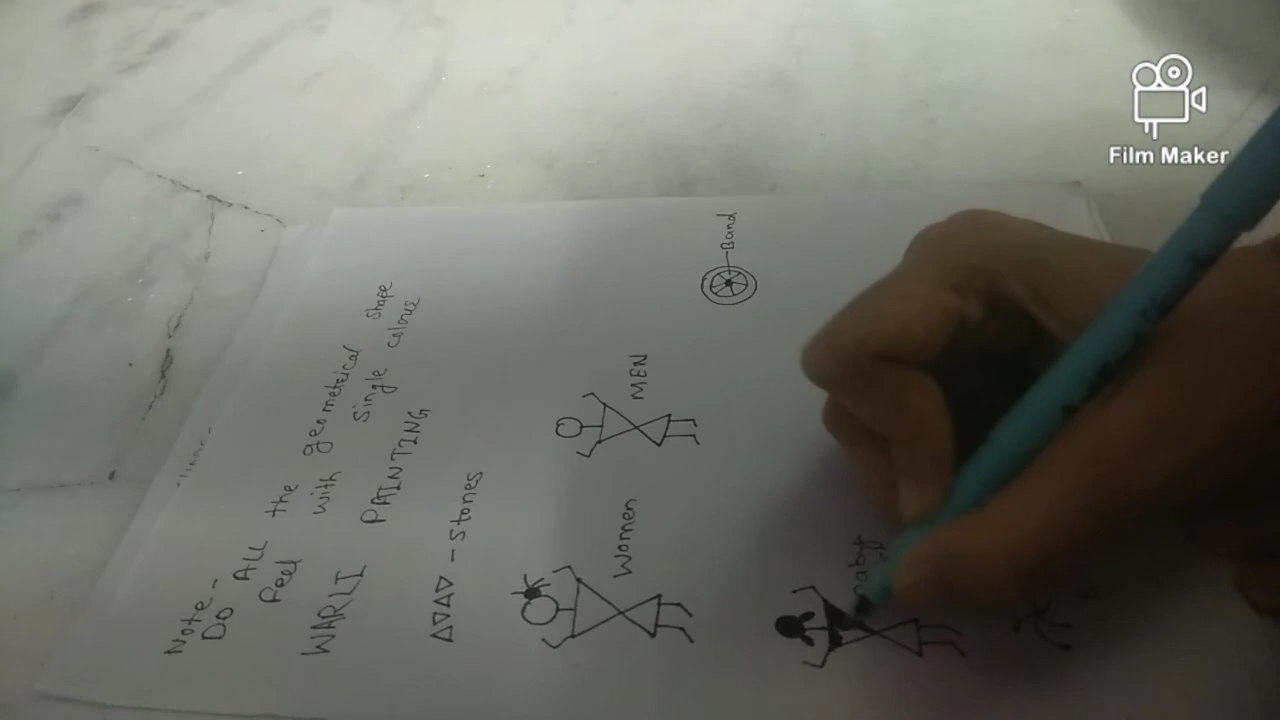 Note-
DO ALL the geometrical shape
Feel with single colour
WARLI PAINTING
- Stones
Women
MEN
- Band
Film Maker